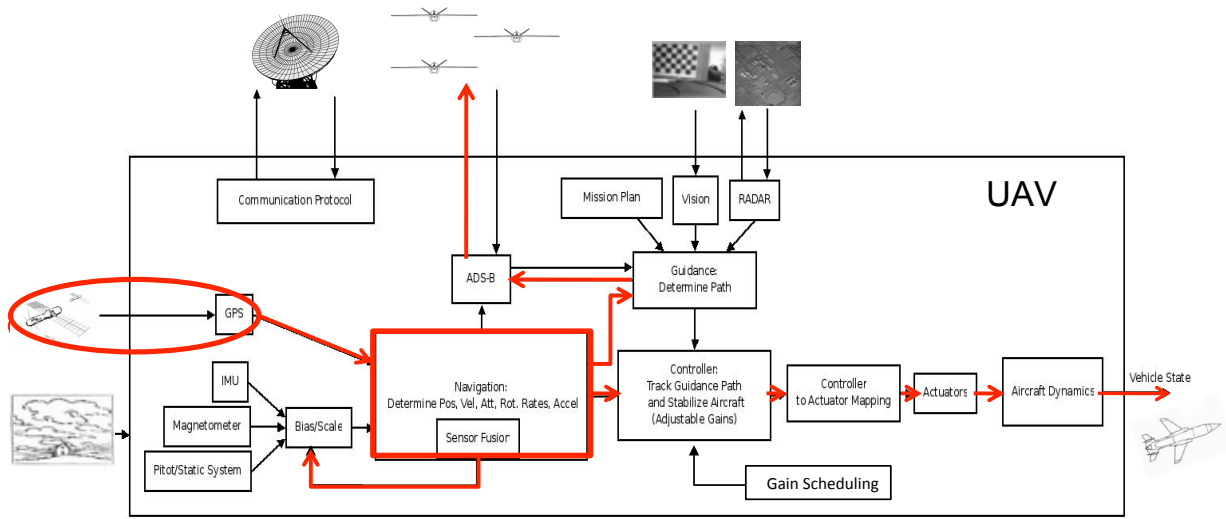 UAV
Communication Protocol
Mission Plan
Vision
RADAR
ADS-B
Guidance:
Determine Path
GPS
IMU
Magnetometer
Pitot/Static System
Bias/Scale
Navigation:
Determine Pos, Vel, Att, Rot. Rates, Accel
Sensor Fusion
Controller:
Track Guidance Path
and Stabilize Aircraft
(Adjustable Gains)
Controller
to Actuator Mapping
Actuators
Aircraft Dynamics
Vehicle State
Gain Scheduling